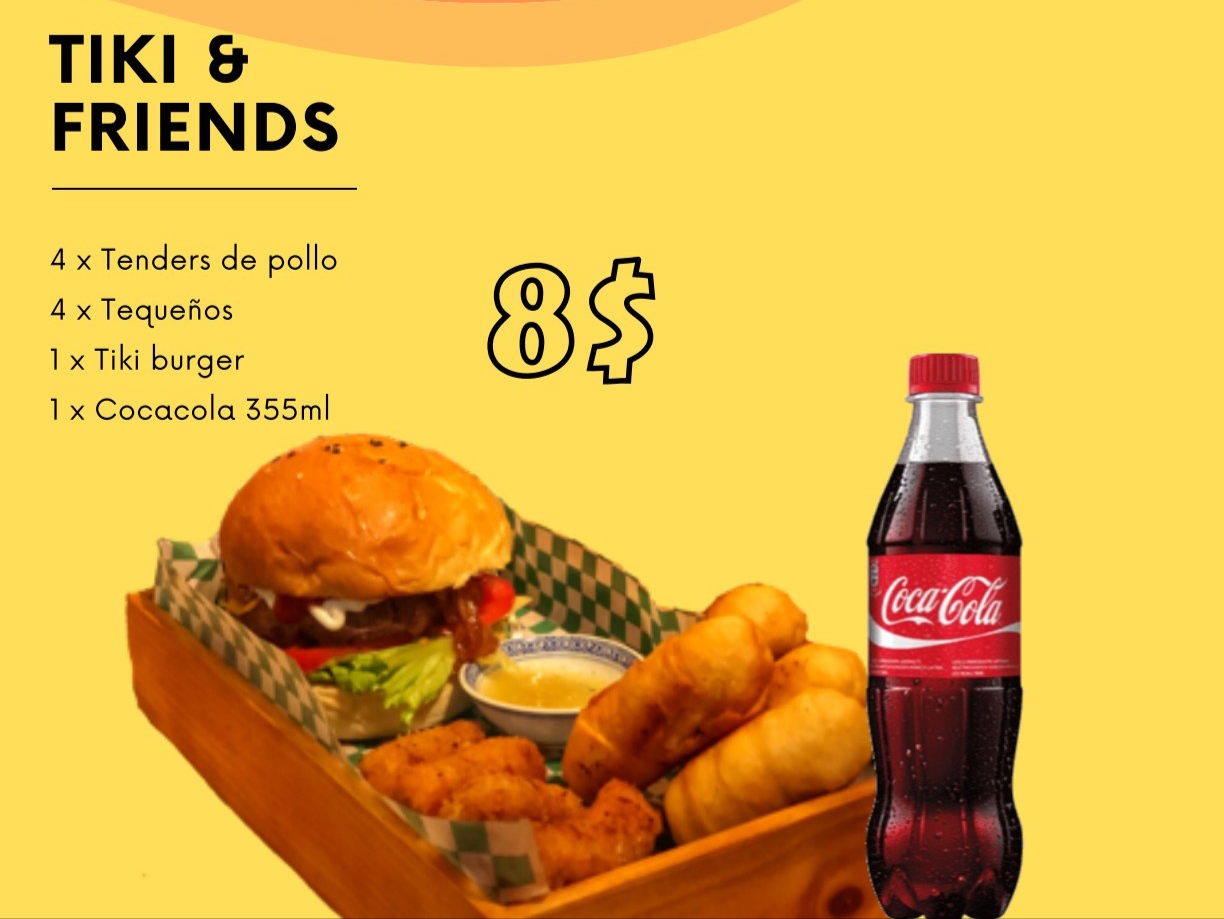 TIKI &
FRIENDS
4 x Tenders de pollo
4 x Tequeños
1 x Tiki burger
1 x Cocacola 355ml
8$
Coca-Cola